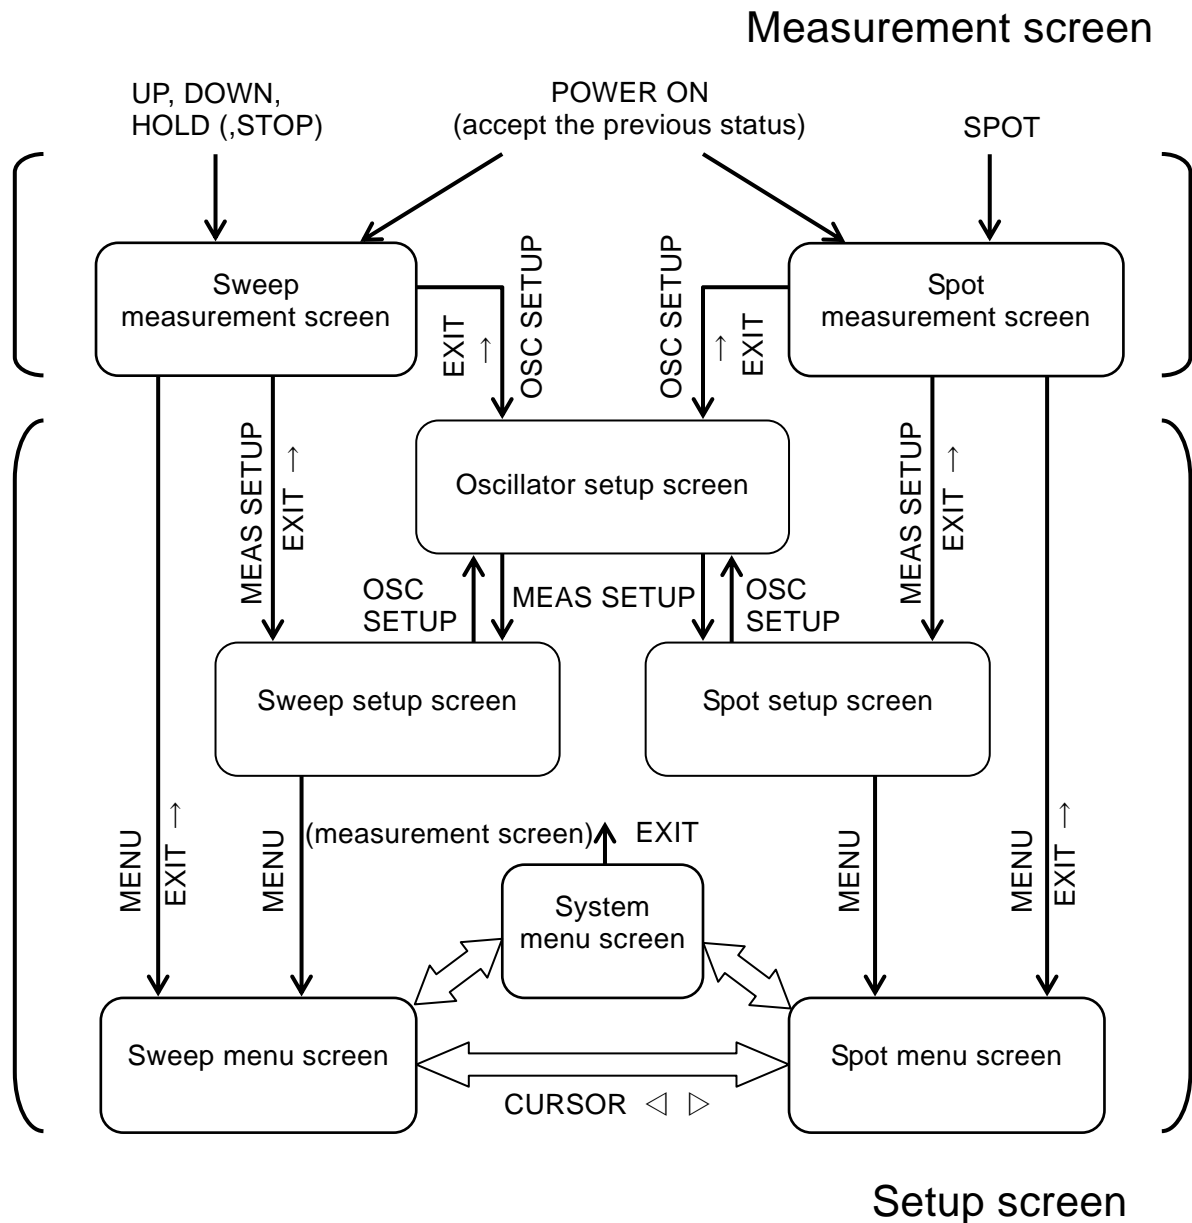 Measurement screen
UP, DOWN,
HOLD (,STOP)
POWER ON
(accept the previous status)
SPOT
Sweep
measurement screen
EXIT →
OSC SETUP
OSC SETUP
→ EXIT
Spot
measurement screen
MEAS SETUP
EXIT →
Oscillator setup screen
MEAS SETUP
EXIT →
OSC
SETUP
MEAS SETUP
OSC
SETUP
Sweep setup screen
Spot setup screen
MENU
EXIT →
MENU
(measurement screen)
EXIT
MENU
MENU
EXIT →
System
menu screen
Sweep menu screen
Spot menu screen
CURSOR ◁ ▷
Setup screen